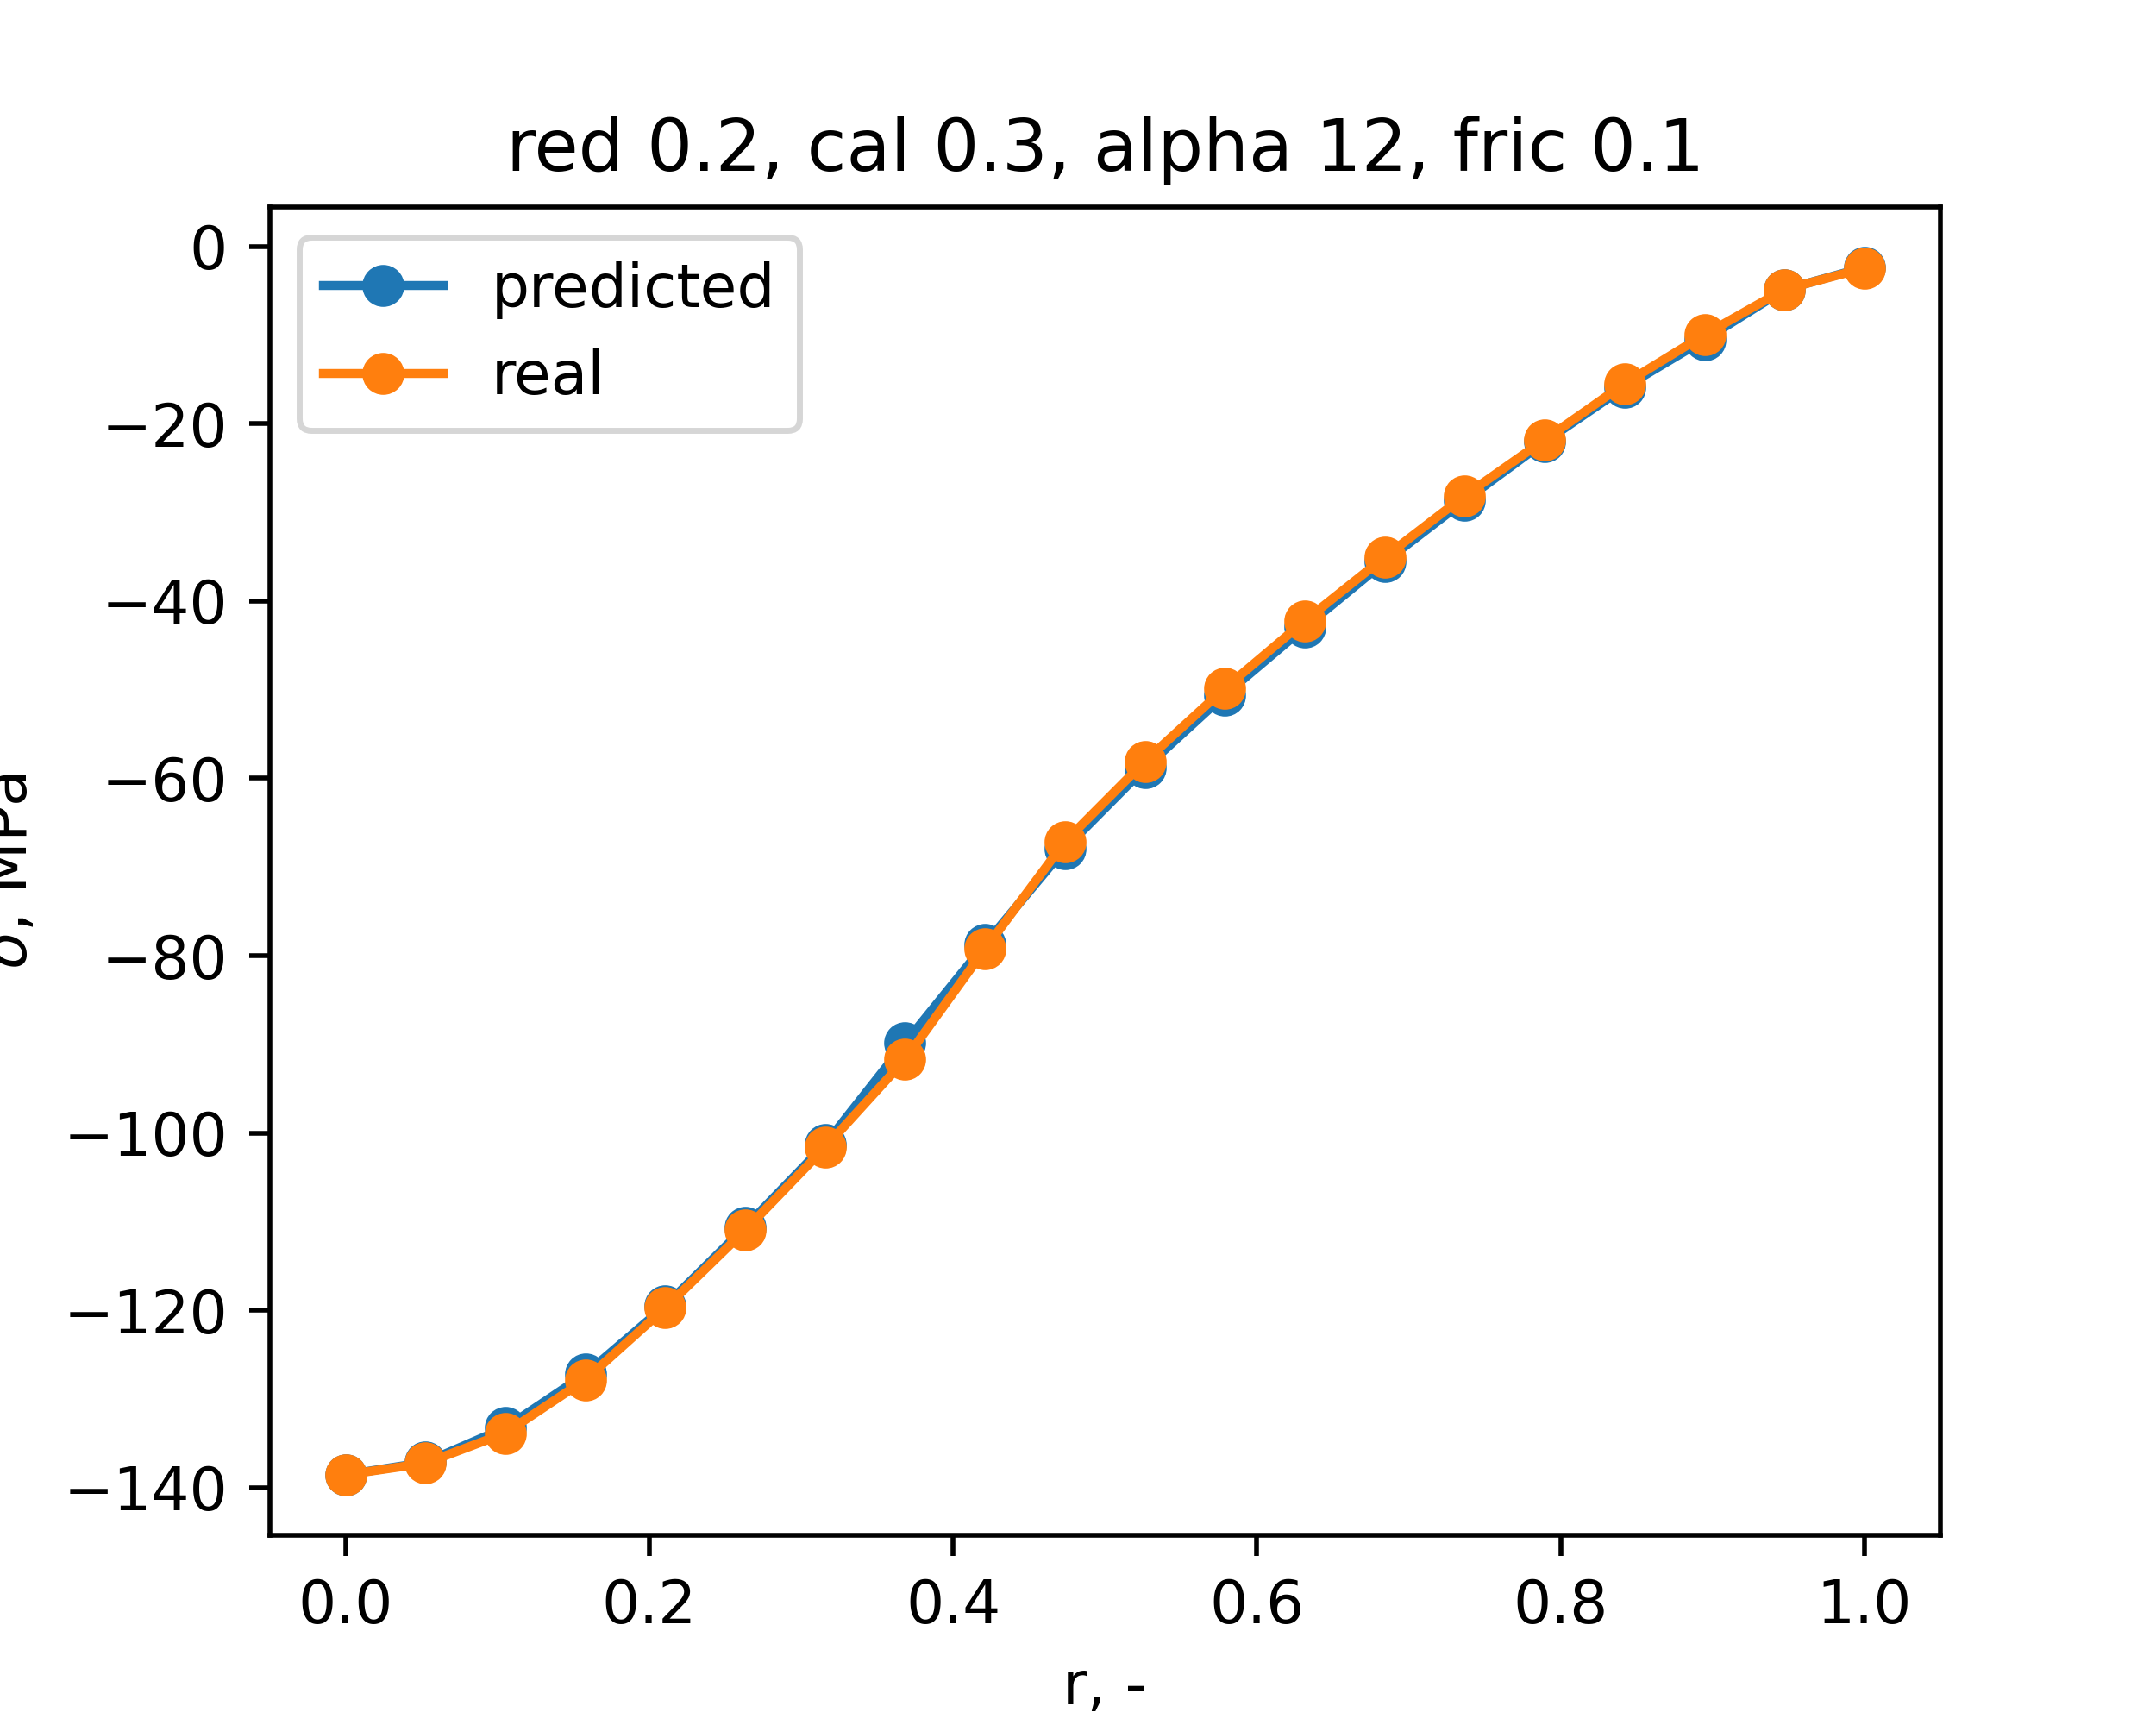 red 0.2, cal 0.3, alpha 12, fric 0.1
predicted
real
0
−20
−40
−60
−80
−100
−120
−140
, MPa
0.0 0.2 0.4 0.6 0.8 1.0
r, -